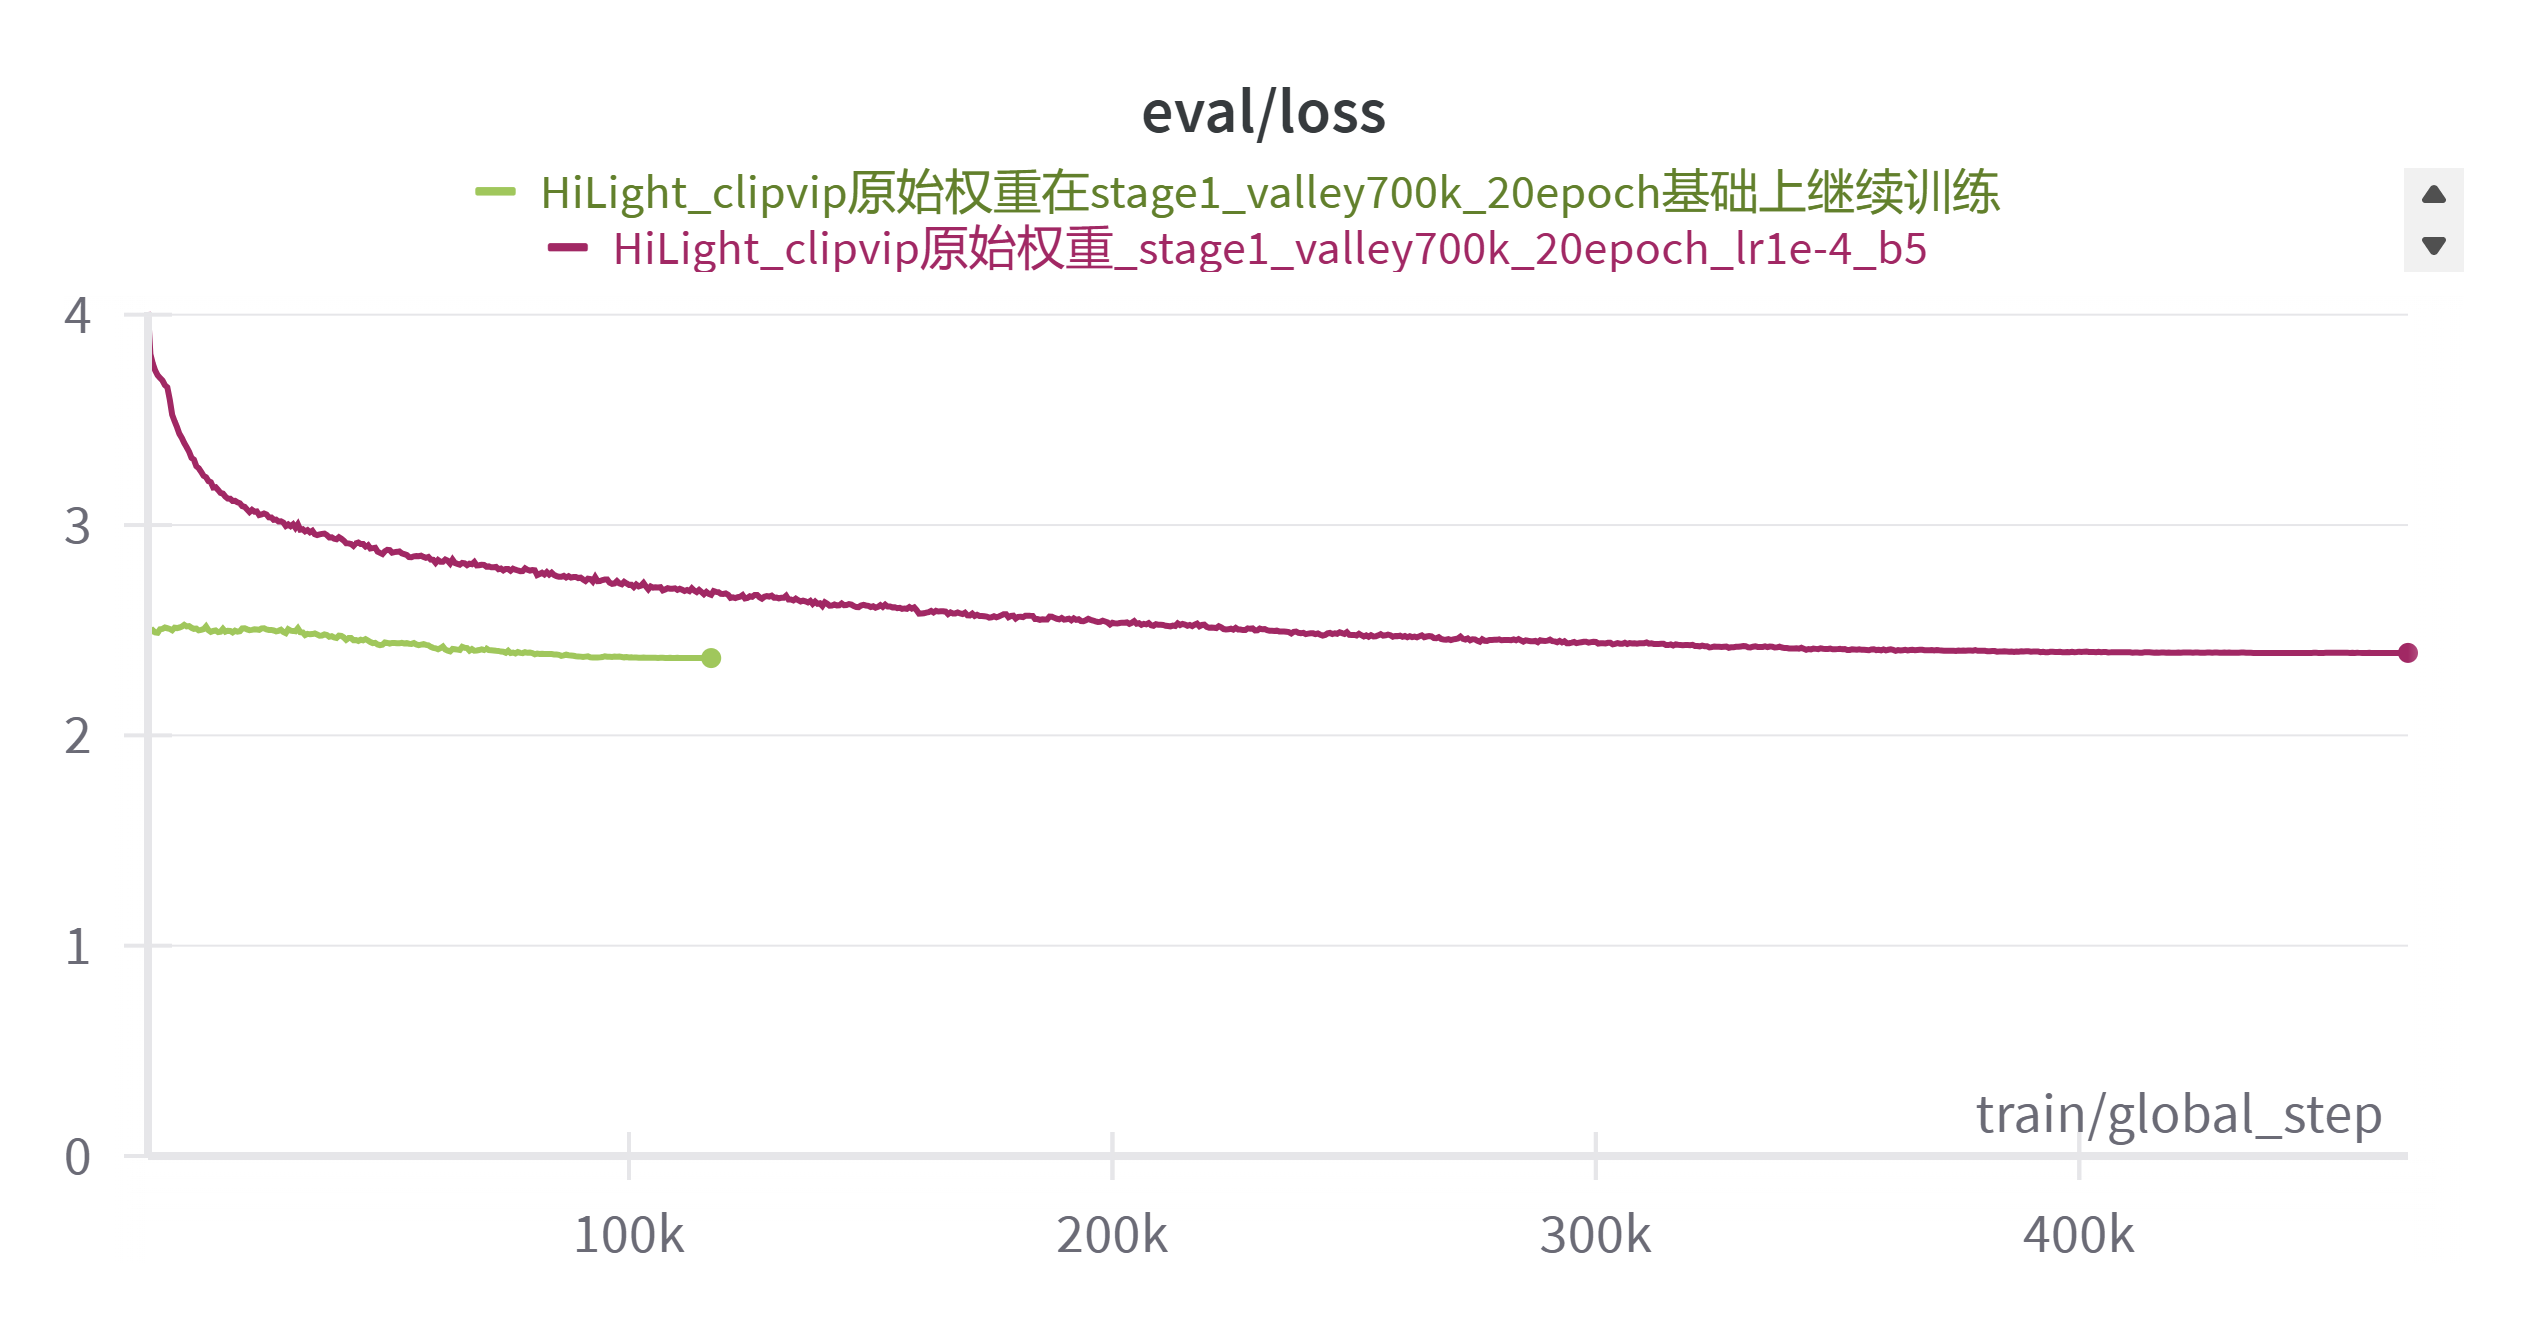 eval/loss
HiLight_clipvip原始权重在stage1_valley700k_20epoch基础上继续训练
HiLight_clipvip原始权重_stage1_valley700k_20epoch_lr1e-4_b5
4
3
2
1
0
train/global_step
100k
200k
300k
400k